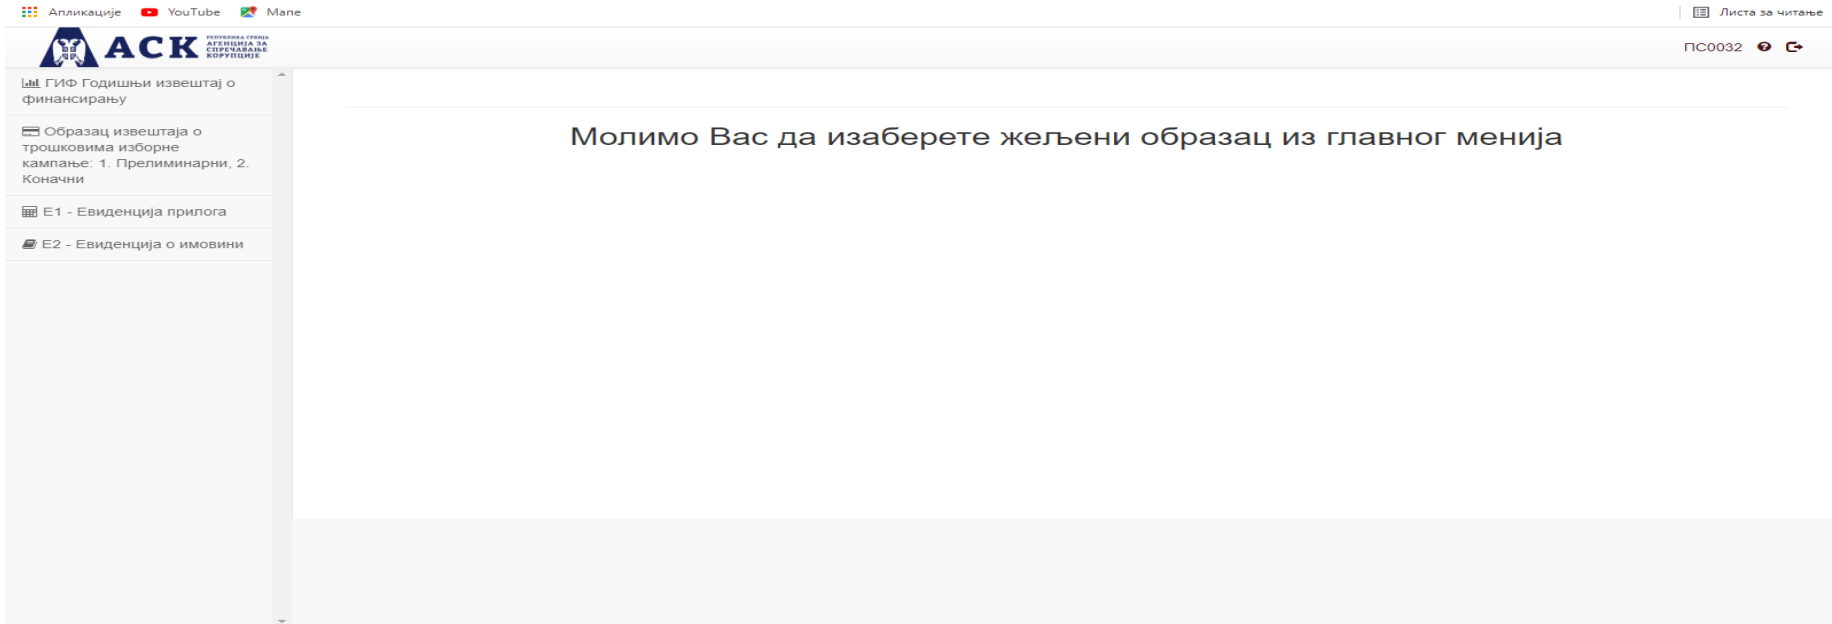 Апликације YouTube Мапе Листа за читање
АСК
РЕПУБЛИКА СРБИЈА
АГЕНЦИЈА ЗА
СПРЕЧАВАЊЕ
КОРУПЦИЈЕ
ПС0032
ГИФ Годишњи извештај о
финансирању
Образац извештаја о
трошковима изборне
кампање: 1. Прелиминарни, 2.
Коначни
Е1 - Евиденција прилога
Е2 - Евиденција о имовини
Молимо Вас да изаберете жељени образац из главног менија